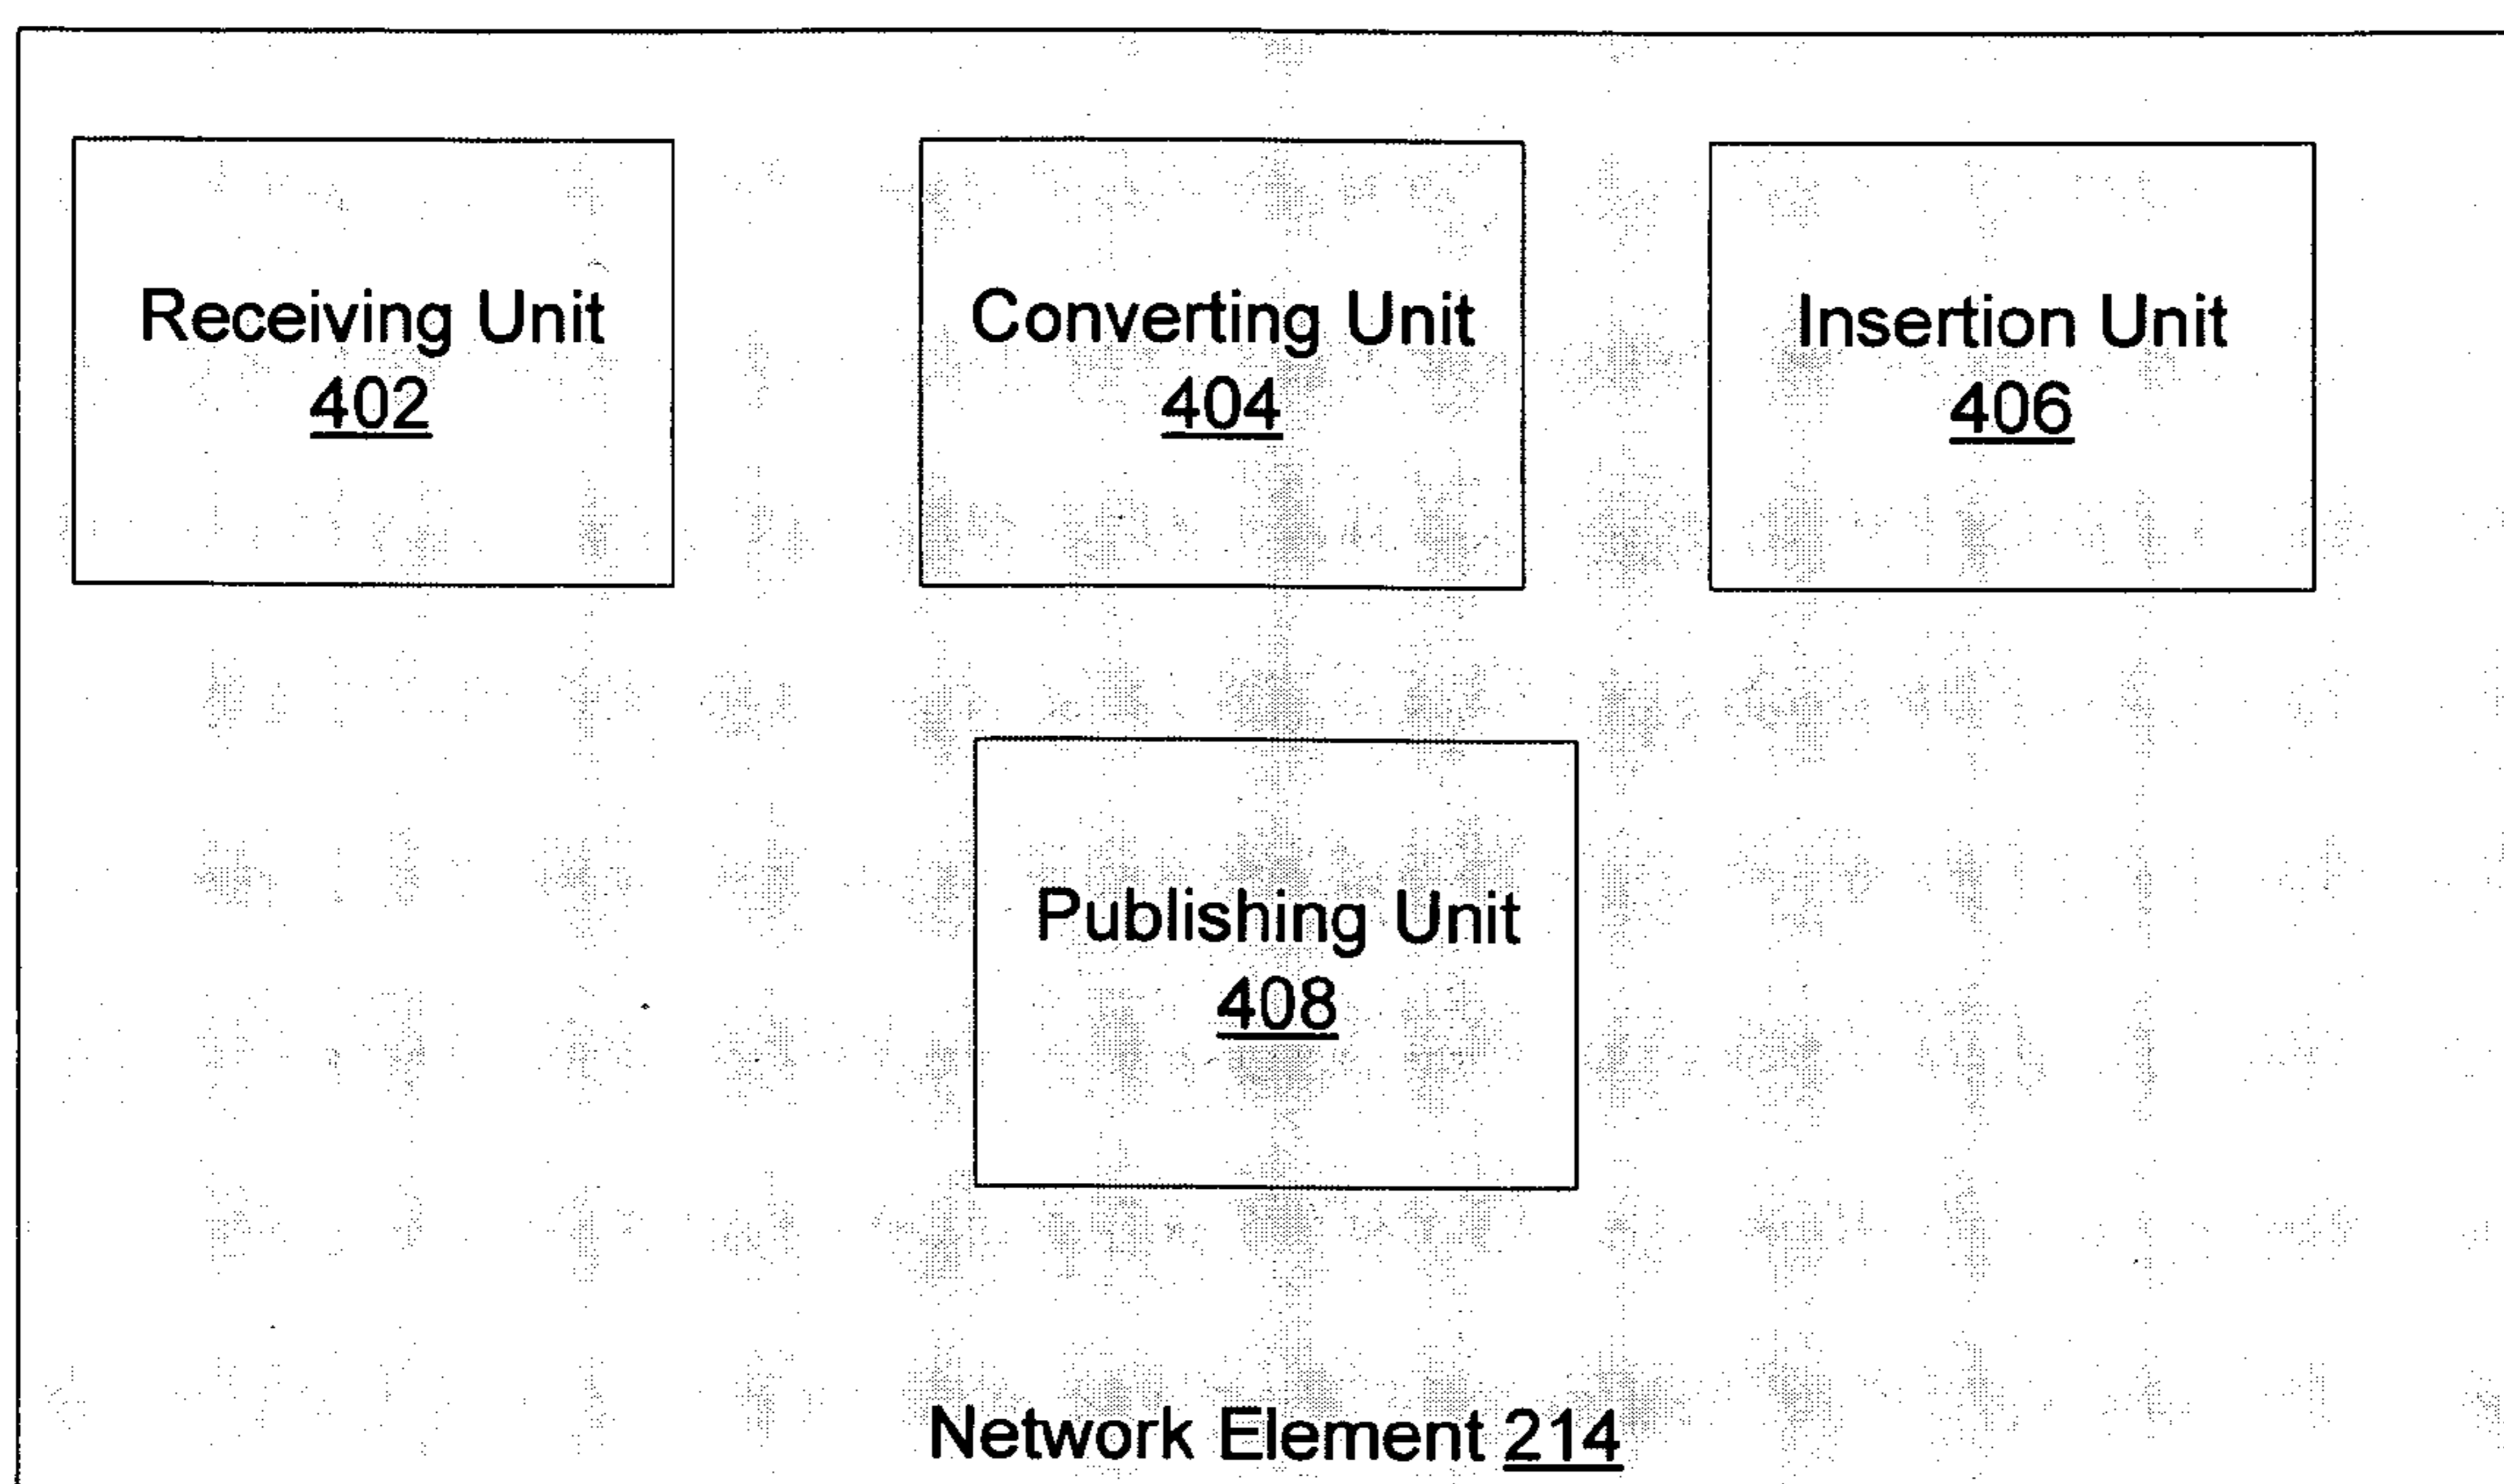 Receiving Unit
402
Converting Unit
404
Insertion Unit
406
Publishing Unit
408
Network Element 214